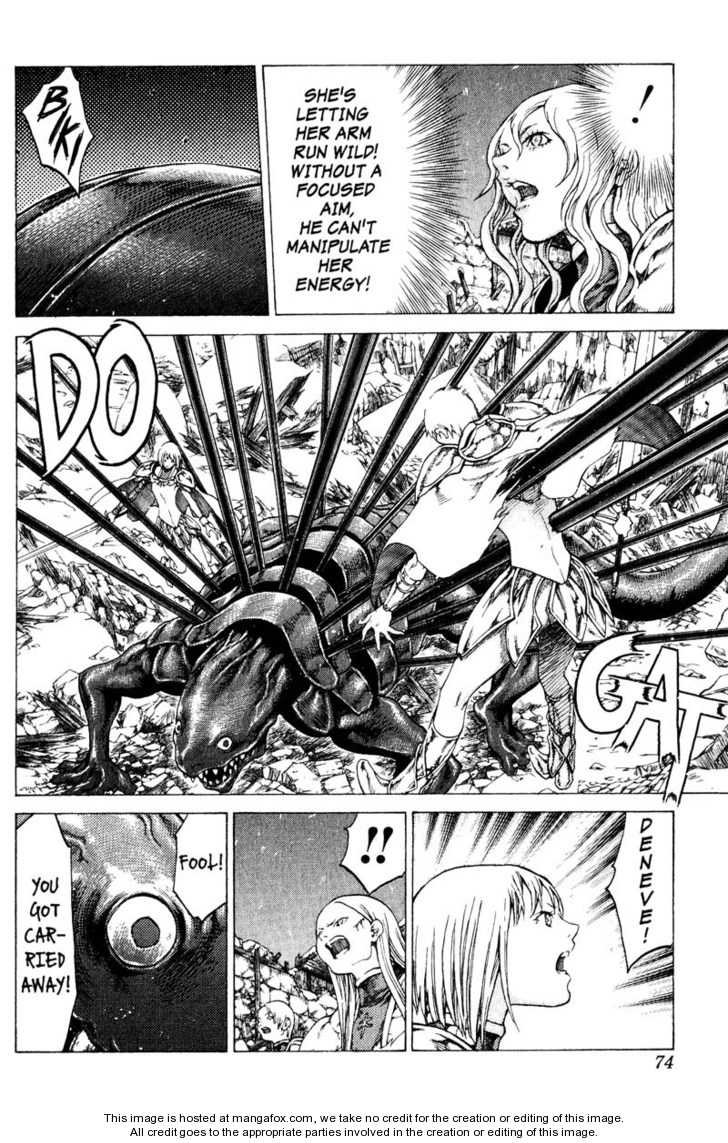 !
SHE'S
LETTING
HER ARM
RUN WILD!
WITHOUT A
FOCUSED
AIM,
HE CAN'T
MANIPULATE
HER
ENERGY!
BIKI
DO
GAT
DENEVE!
!!
FOOL!
YOU
GOT
CAR-
RIED
AWAY!
74
This image is hosted at mangafox.com, we take no credit for the creation or editing of this image.
All credit goes to the appropriate parties involved in the creation or editing of this image.